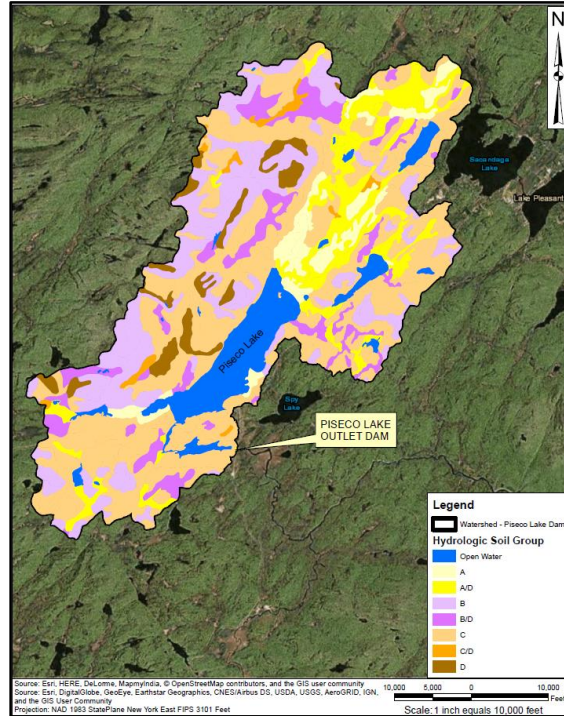 N
Sacandaga
Lake
Lake Pleasant
Piseco Lake
Spy
Lake
PISECO LAKE
OUTLET DAM
Legend
Watershed - Piseco Lake Dam
Hydrologic Soil Group
Open Water
A
A/D
B
B/D
C
C/D
D
Source: Esri, HERE, DeLorme, MapmyIndia, © OpenStreetMap contributors, and the GIS user community
Source: Esri, DigitalGlobe, GeoEye, Earthstar Geographics, CNES/Airbus DS, USDA, USGS, AeroGRID, IGN,
and the GIS User Community
Projection: NAD 1983 StatePlane New York East FIPS 3101 Feet
10,000 5,000 0 10,000
Feet
Scale: 1 inch equals 10,000 feet